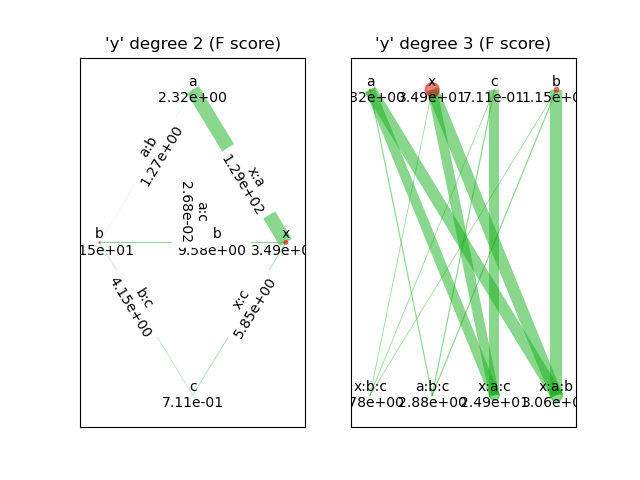 'y' degree 2 (F score)
a
2.32e+00
a:b
1.27e+00
x:a
1.29e+02
a:c
2.68e-02
b
15e+01
b
9.58e+00
x
3.49e
b:c
4.15e+00
x:c
5.85e+00
c
7.11e-01
'y' degree 3 (F score)
a
32e+00
x
3.49e+01
c
7.11e-01
b
1.15e+0
x:b:c
78e+00
a:b:c
2.88e+00
x:a:c
2.49e+01
x:a:b
3.06e+0